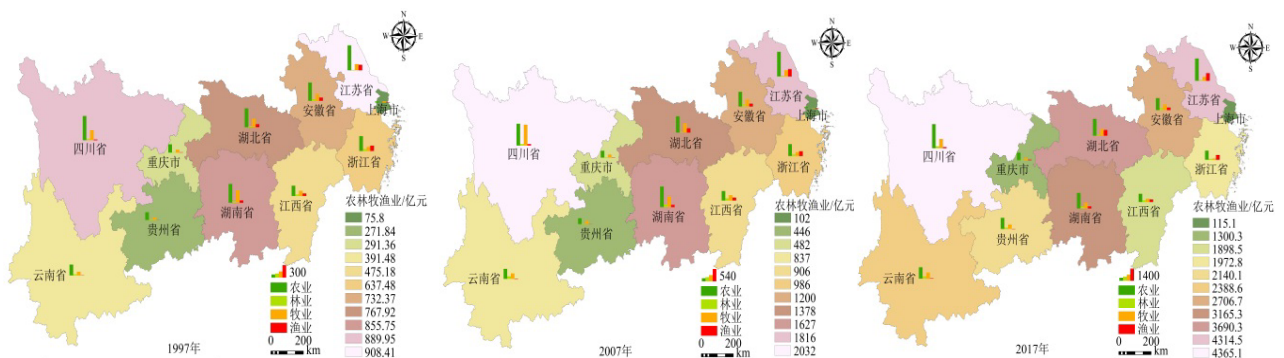 N
W E
S
江苏省
上海市
安徽省
湖北省
四川省
重庆市
浙江省
湖南省
江西省
贵州省
云南省
农林牧渔业/亿元
75.8
271.84
291.36
391.48
475.18
637.48
732.37
767.92
855.75
889.95
908.41
300
农业
林业
牧业
渔业
0 200
km
1997年
N
W E
S
江苏省
上海市
安徽省
湖北省
四川省
重庆市
浙江省
湖南省
江西省
贵州省
云南省
农林牧渔业/亿元
102
446
482
837
906
986
1200
1378
1627
1816
2032
540
农业
林业
牧业
渔业
0 200
km
2007年
N
W E
S
江苏省
上海市
安徽省
湖北省
四川省
重庆市
浙江省
湖南省
江西省
贵州省
云南省
农林牧渔业/亿元
115.1
1300.3
1898.5
1972.8
2140.1
2388.6
2706.7
3165.3
3690.3
4314.5
4365.1
1400
农业
林业
牧业
渔业
0 200
km
2017年